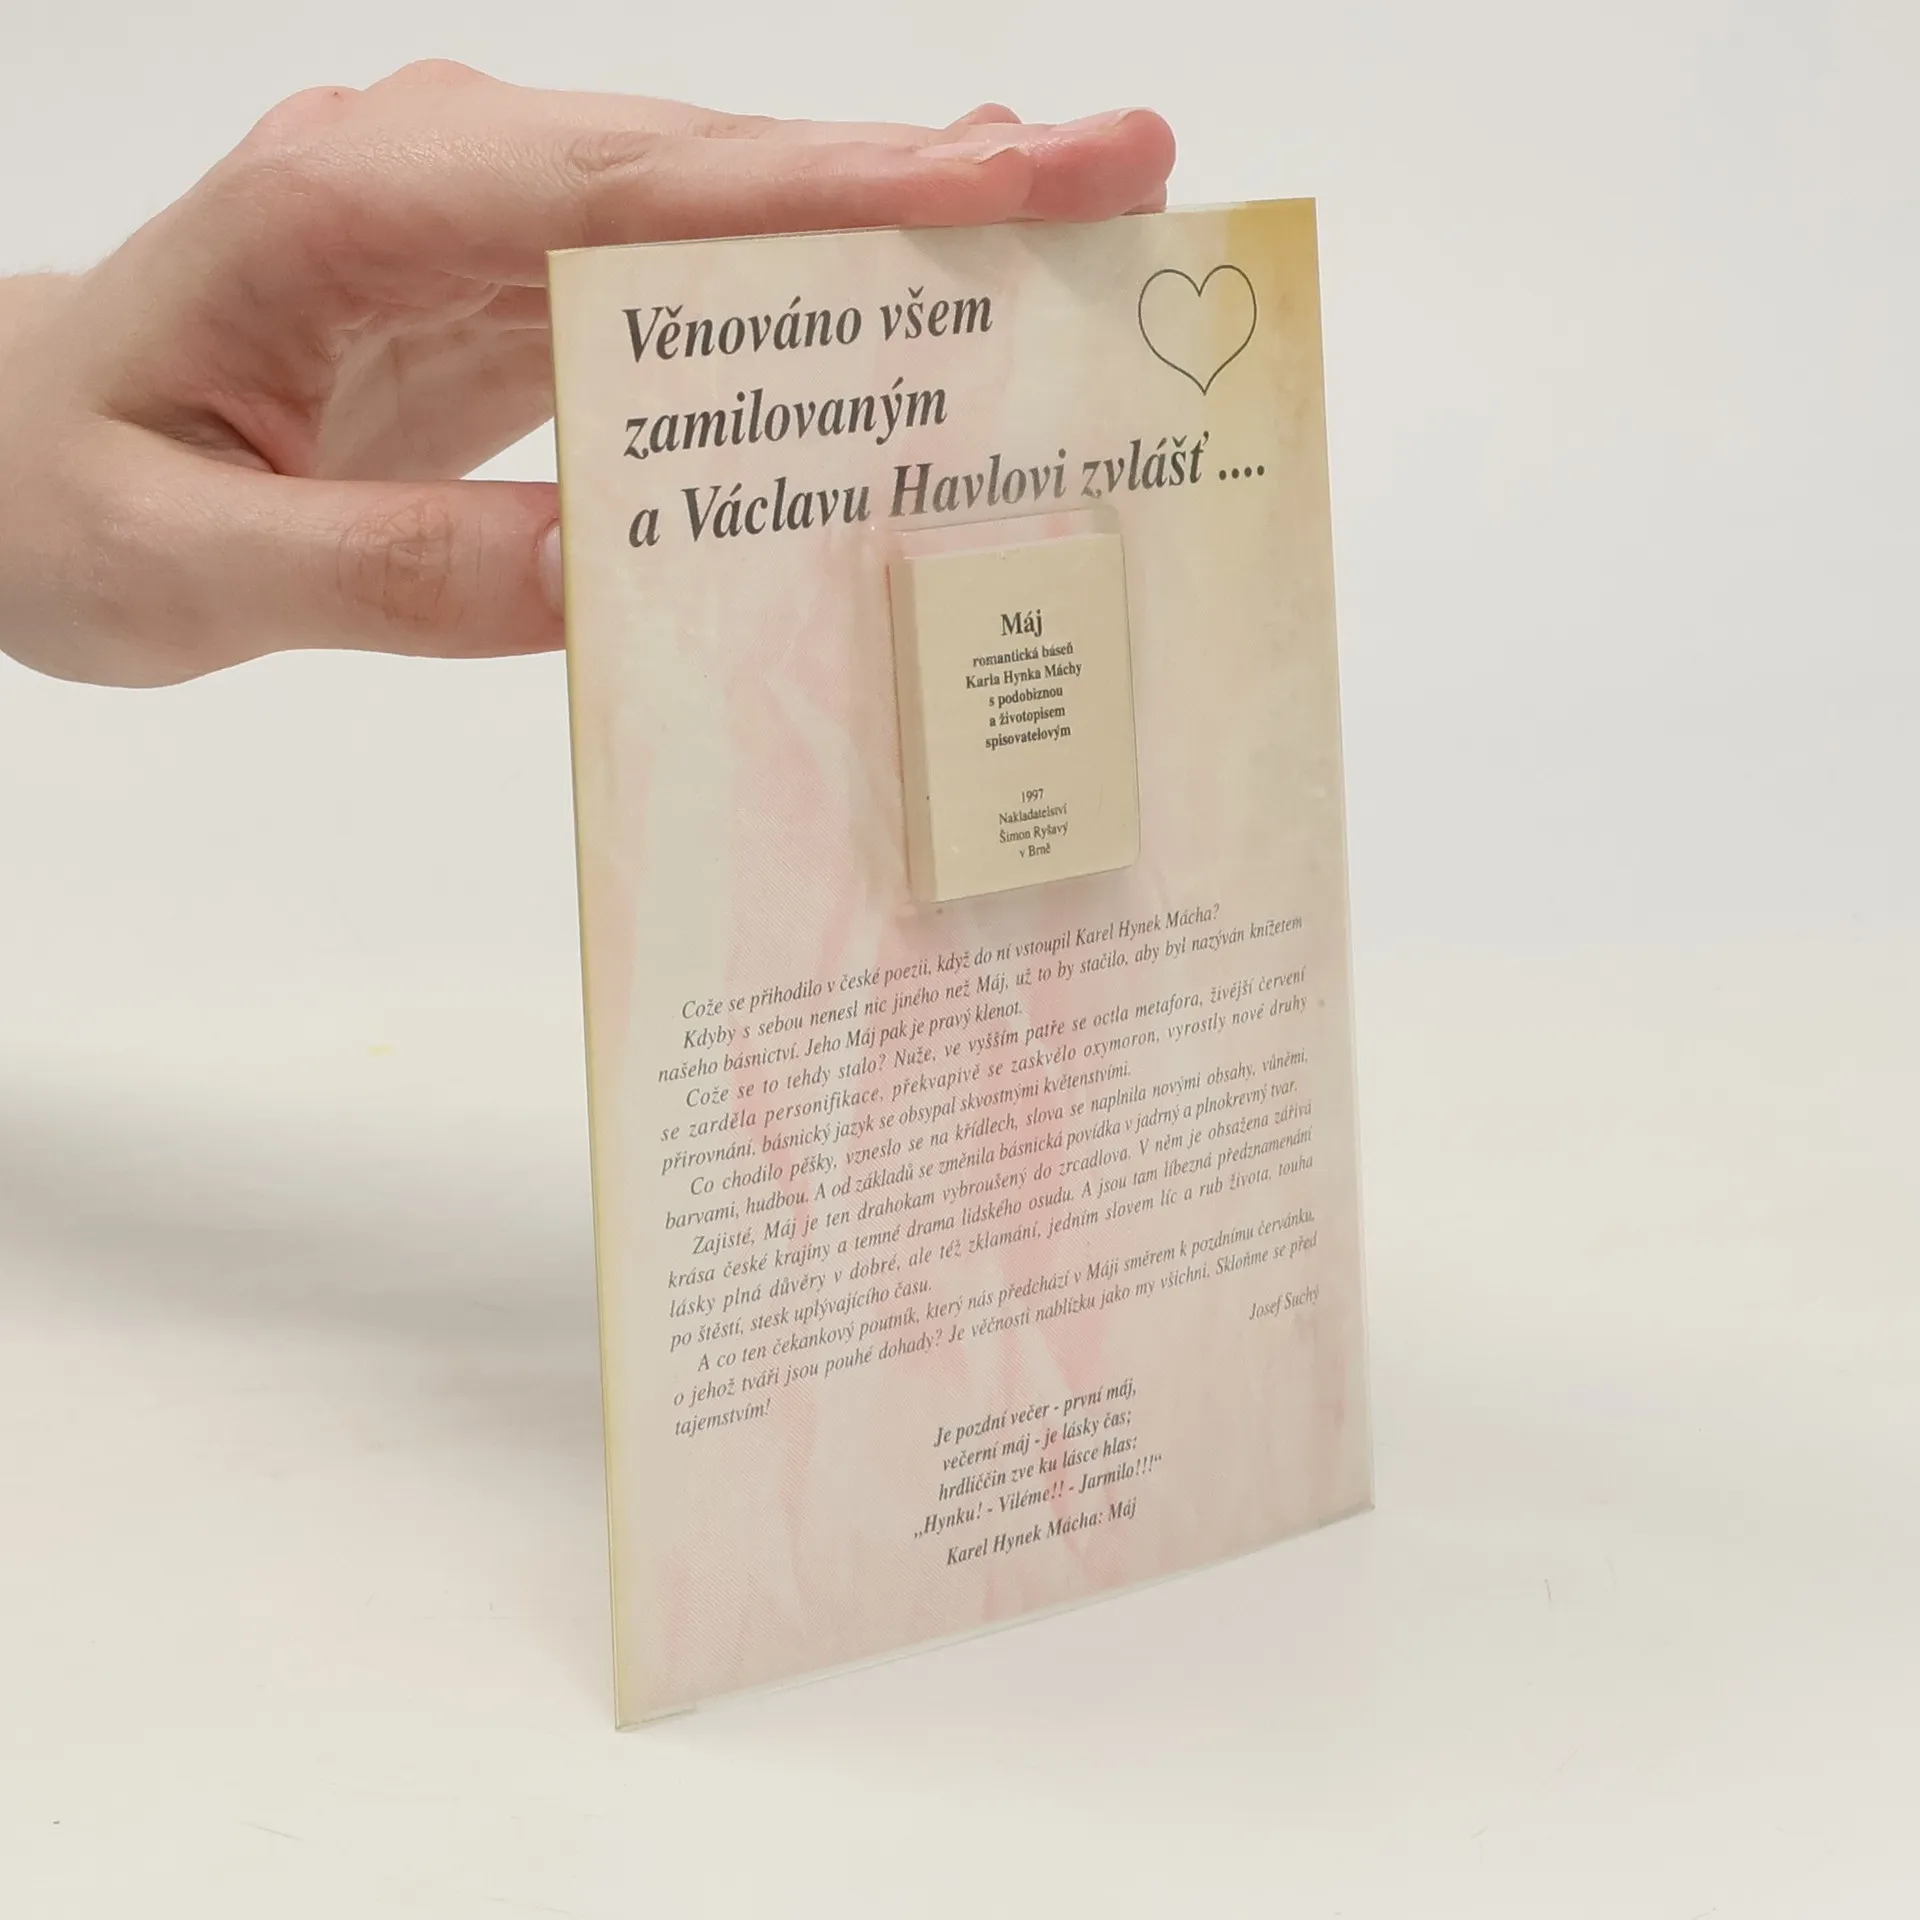 Věnováno všem
zamilovaným
a Václavu Havlovi zvlášť ....
Máj
romantická báseň
Karla Hynka Máchy
s podobiznou
a životopisem
spisovatelovým
1997
Nakladatelství
Šimon Ryšavý
v Brně
Cože se přihodilo v české poezii, když do ní vstoupil Karel Hynek Mácha?
Kdyby s sebou nenesl nic jiného než Máj, už to by stačilo, aby byl nazýván knížetem
našeho básnictví. Jeho Máj pak je pravý klenot.
Cože se to tehdy stalo? Nuže, ve vyšším patře se octla metafora, živější červení
se zarděla personifikace, překvapivě se zaskvělo oxymoron, vyrostly nové druhy
přirovnání, básnický jazyk se obsypal skvostnými květenstvími.
Co chodilo pěšky, vzneslo se na křídlech, slova se naplnila novými obsahy, vůněmi,
barvami, hudbou. A od základů se změnila básnická povídka v jadrný a plnokrevný tvar.
Zajisté, Máj je ten drahokam vybroušený do zrcadlova. V něm je obsažena zářivá
krása české krajiny a temné drama lidského osudu. A jsou tam líbezná předznamenání
lásky plná důvěry v dobré, ale též zklamání, jedním slovem líc a rub života, touha
po štěstí, stesk uplývajícího času.
A co ten čekankový poutník, který nás předchází v Máji směrem k pozdnímu červánku,
o jehož tváři jsou pouhé dohady? Je věčnosti nablízku jako my všichni. Skloňme se před
tajemstvím!
Josef Suchý
Je pozdní večer - první máj,
večerní máj - je lásky čas;
hrdliččin zve ku lásce hlas:
„Hynku! - Viléme!! - Jarmilo!!!“
Karel Hynek Mácha: Máj